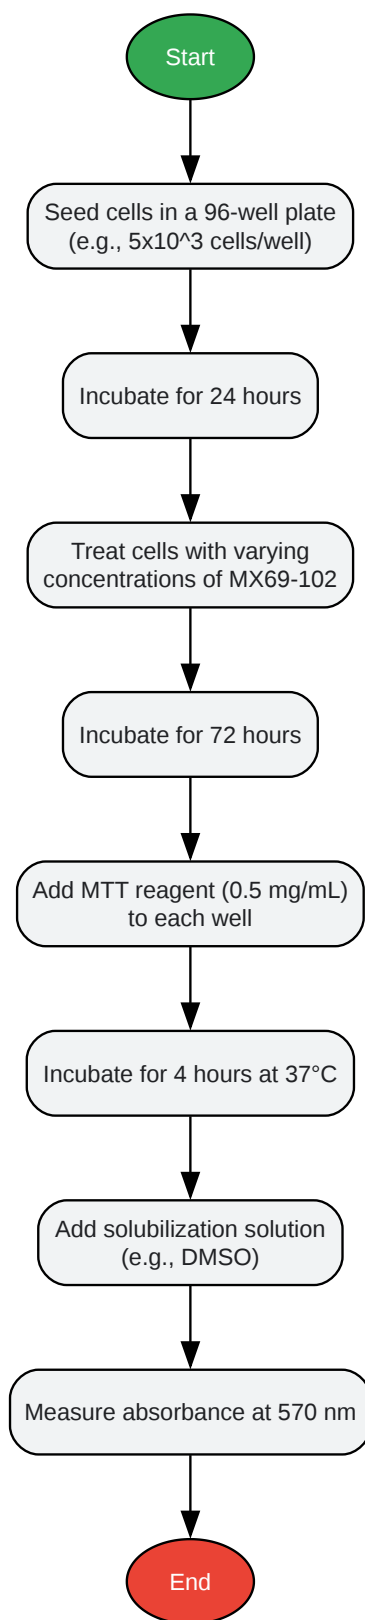 Start
Seed cells in a 96-well plate
(e.g., 5x10^3 cells/well)
Incubate for 24 hours
Treat cells with varying
concentrations of MX69-102
Incubate for 72 hours
Add MTT reagent (0.5 mg/mL)
to each well
Incubate for 4 hours at 37°C
Add solubilization solution
(e.g., DMSO)
Measure absorbance at 570 nm
End